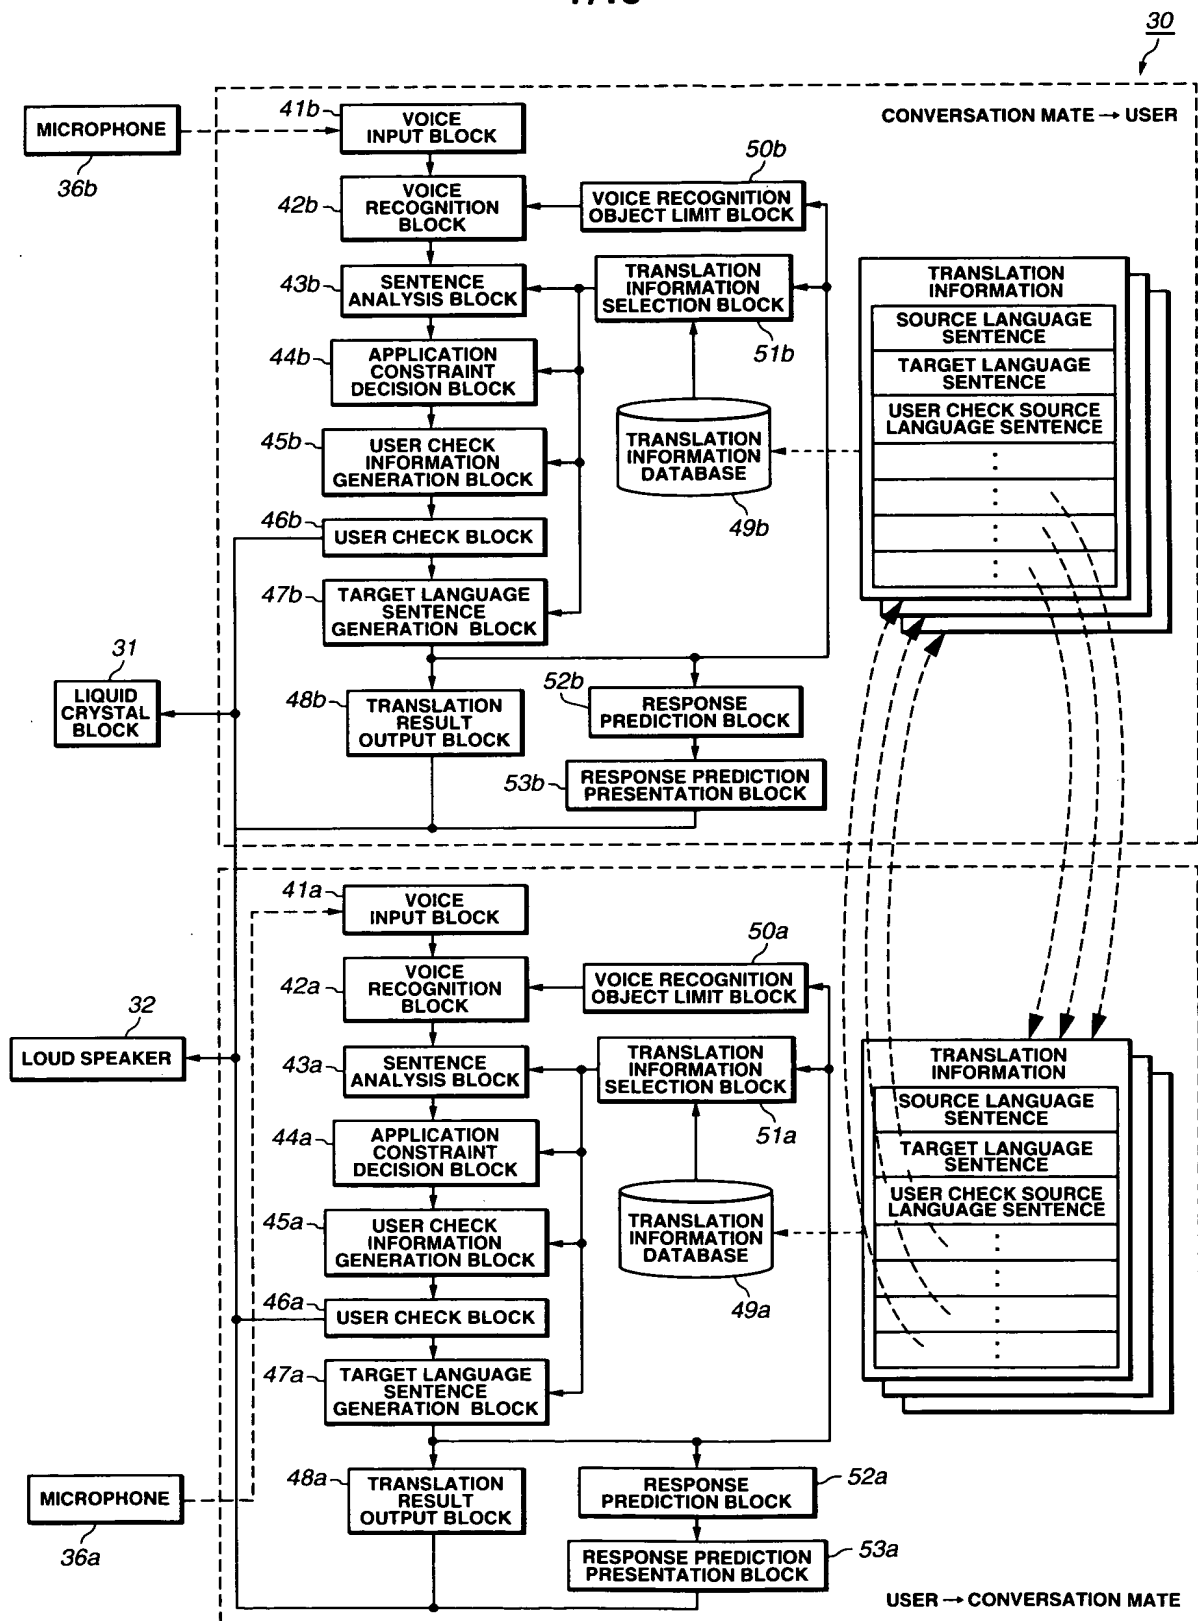 30
CONVERSATION MATE → USER
MICROPHONE
36b
41b
VOICE
INPUT BLOCK
42b
VOICE
RECOGNITION
BLOCK
50b
VOICE RECOGNITION
OBJECT LIMIT BLOCK
43b
SENTENCE
ANALYSIS BLOCK
TRANSLATION
INFORMATION
SELECTION BLOCK
51b
44b
APPLICATION
CONSTRAINT
DECISION BLOCK
45b
USER CHECK
INFORMATION
GENERATION BLOCK
TRANSLATION
INFORMATION
DATABASE
49b
46b
USER CHECK BLOCK
47b
TARGET LANGUAGE
SENTENCE
GENERATION BLOCK
TRANSLATION
INFORMATION
SOURCE LANGUAGE
SENTENCE
TARGET LANGUAGE
SENTENCE
USER CHECK SOURCE
LANGUAGE SENTENCE
⋮
⋮
⋮
⋮
31
LIQUID
CRYSTAL
BLOCK
48b
TRANSLATION
RESULT
OUTPUT BLOCK
52b
RESPONSE
PREDICTION BLOCK
53b
RESPONSE PREDICTION
PRESENTATION BLOCK
41a
VOICE
INPUT BLOCK
42a
VOICE
RECOGNITION
BLOCK
50a
VOICE RECOGNITION
OBJECT LIMIT BLOCK
32
LOUD SPEAKER
43a
SENTENCE
ANALYSIS BLOCK
TRANSLATION
INFORMATION
SELECTION BLOCK
51a
44a
APPLICATION
CONSTRAINT
DECISION BLOCK
45a
USER CHECK
INFORMATION
GENERATION BLOCK
TRANSLATION
INFORMATION
DATABASE
49a
46a
USER CHECK BLOCK
47a
TARGET LANGUAGE
SENTENCE
GENERATION BLOCK
TRANSLATION
INFORMATION
SOURCE LANGUAGE
SENTENCE
TARGET LANGUAGE
SENTENCE
USER CHECK SOURCE
LANGUAGE SENTENCE
⋮
⋮
⋮
⋮
MICROPHONE
36a
48a
TRANSLATION
RESULT
OUTPUT BLOCK
52a
RESPONSE
PREDICTION BLOCK
53a
RESPONSE PREDICTION
PRESENTATION BLOCK
USER → CONVERSATION MATE